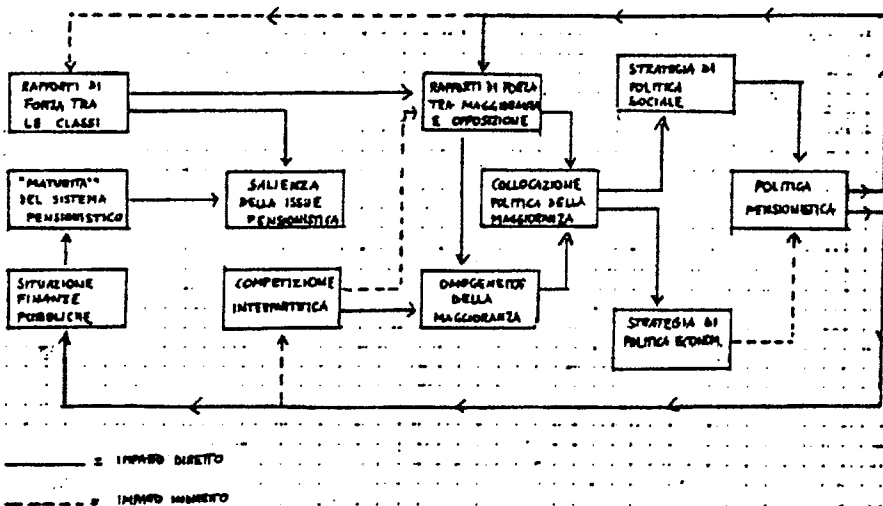 RAPPORTI DI
FORZA TRA
LE CLASSI
RAPPORTI DI FORZA
TRA MAGGIORANZA
E OPPOSIZIONE
STRATEGIA DI
POLITICA
SOCIALE
"MATURITA'"
DEL SISTEMA
PENSIONISTICO
SALIENZA
DELLA ISSUE
PENSIONISTICA
COLLOCAZIONE
POLITICA DELLA
MAGGIORANZA
POLITICA
PENSIONISTICA
SITUAZIONE
FINANZE
PUBBLICHE
COMPETIZIONE
INTERPARTITICA
OMOGENEITÀ
DELLA
MAGGIORANZA
STRATEGIA DI
POLITICA ECONOM.
= IMPATTO DIRETTO
= IMPATTO INDIRETTO